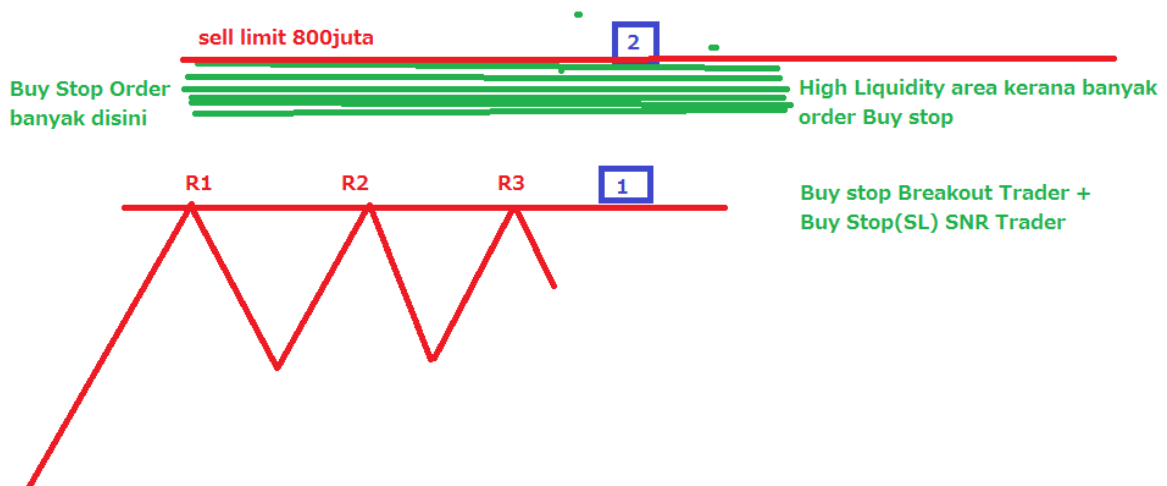 sell limit 800juta
2
Buy Stop Order
banyak disini
High Liquidity area kerana banyak
order Buy stop
R1
R2
R3
1
Buy stop Breakout Trader +
Buy Stop(SL) SNR Trader